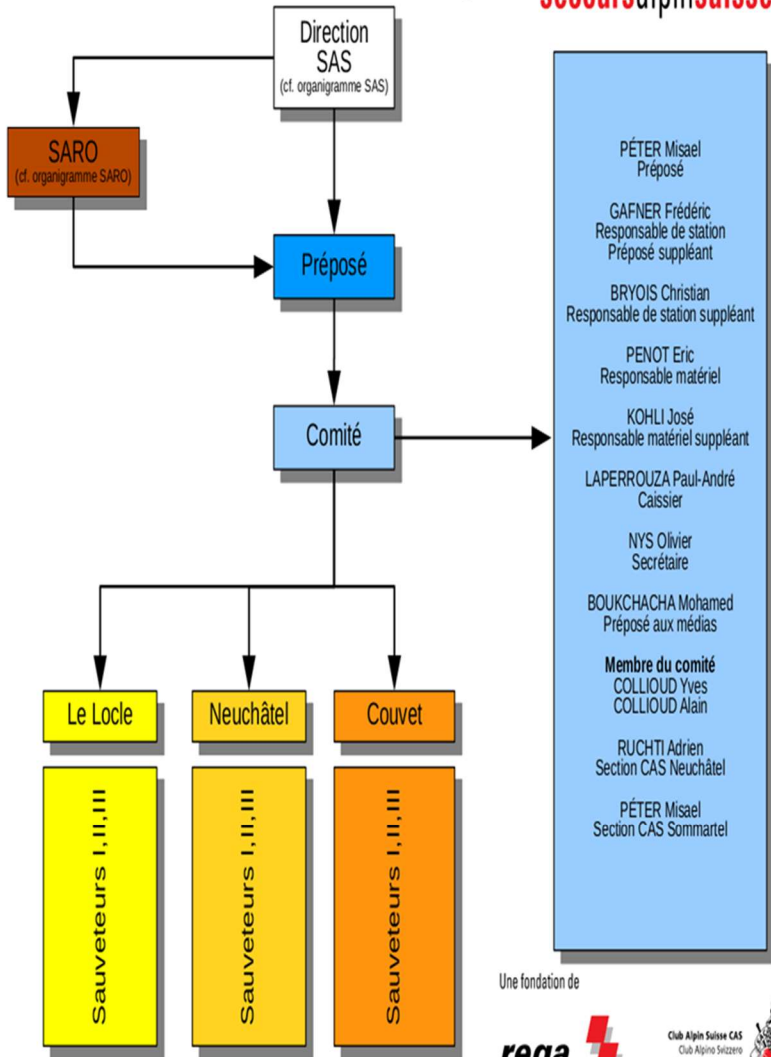 secoursalpinsuisse
Direction
SAS
(cf. organigramme SAS)
SARO
(cf. organigramme SARO)
Préposé
Comité
Le Locle
Neuchâtel
Couvet
Sauveteurs I,II,III
Sauveteurs I,II,III
Sauveteurs I,II,III
PÉTER Misael
Préposé
GAFNER Frédéric
Responsable de station
Préposé suppléant
BRYOIS Christian
Responsable de station suppléant
PENOT Eric
Responsable matériel
KOHLI José
Responsable matériel suppléant
LAPERROUZA Paul-André
Caissier
NYS Olivier
Secrétaire
BOUKCHACHA Mohamed
Préposé aux médias
Membre du comité
COLLIOUD Yves
COLLIOUD Alain
RUCHTI Adrien
Section CAS Neuchâtel
PÉTER Misael
Section CAS Sommartel
Une fondation de
rega
Club Alpin Suisse CAS
Club Alpino Svizzero